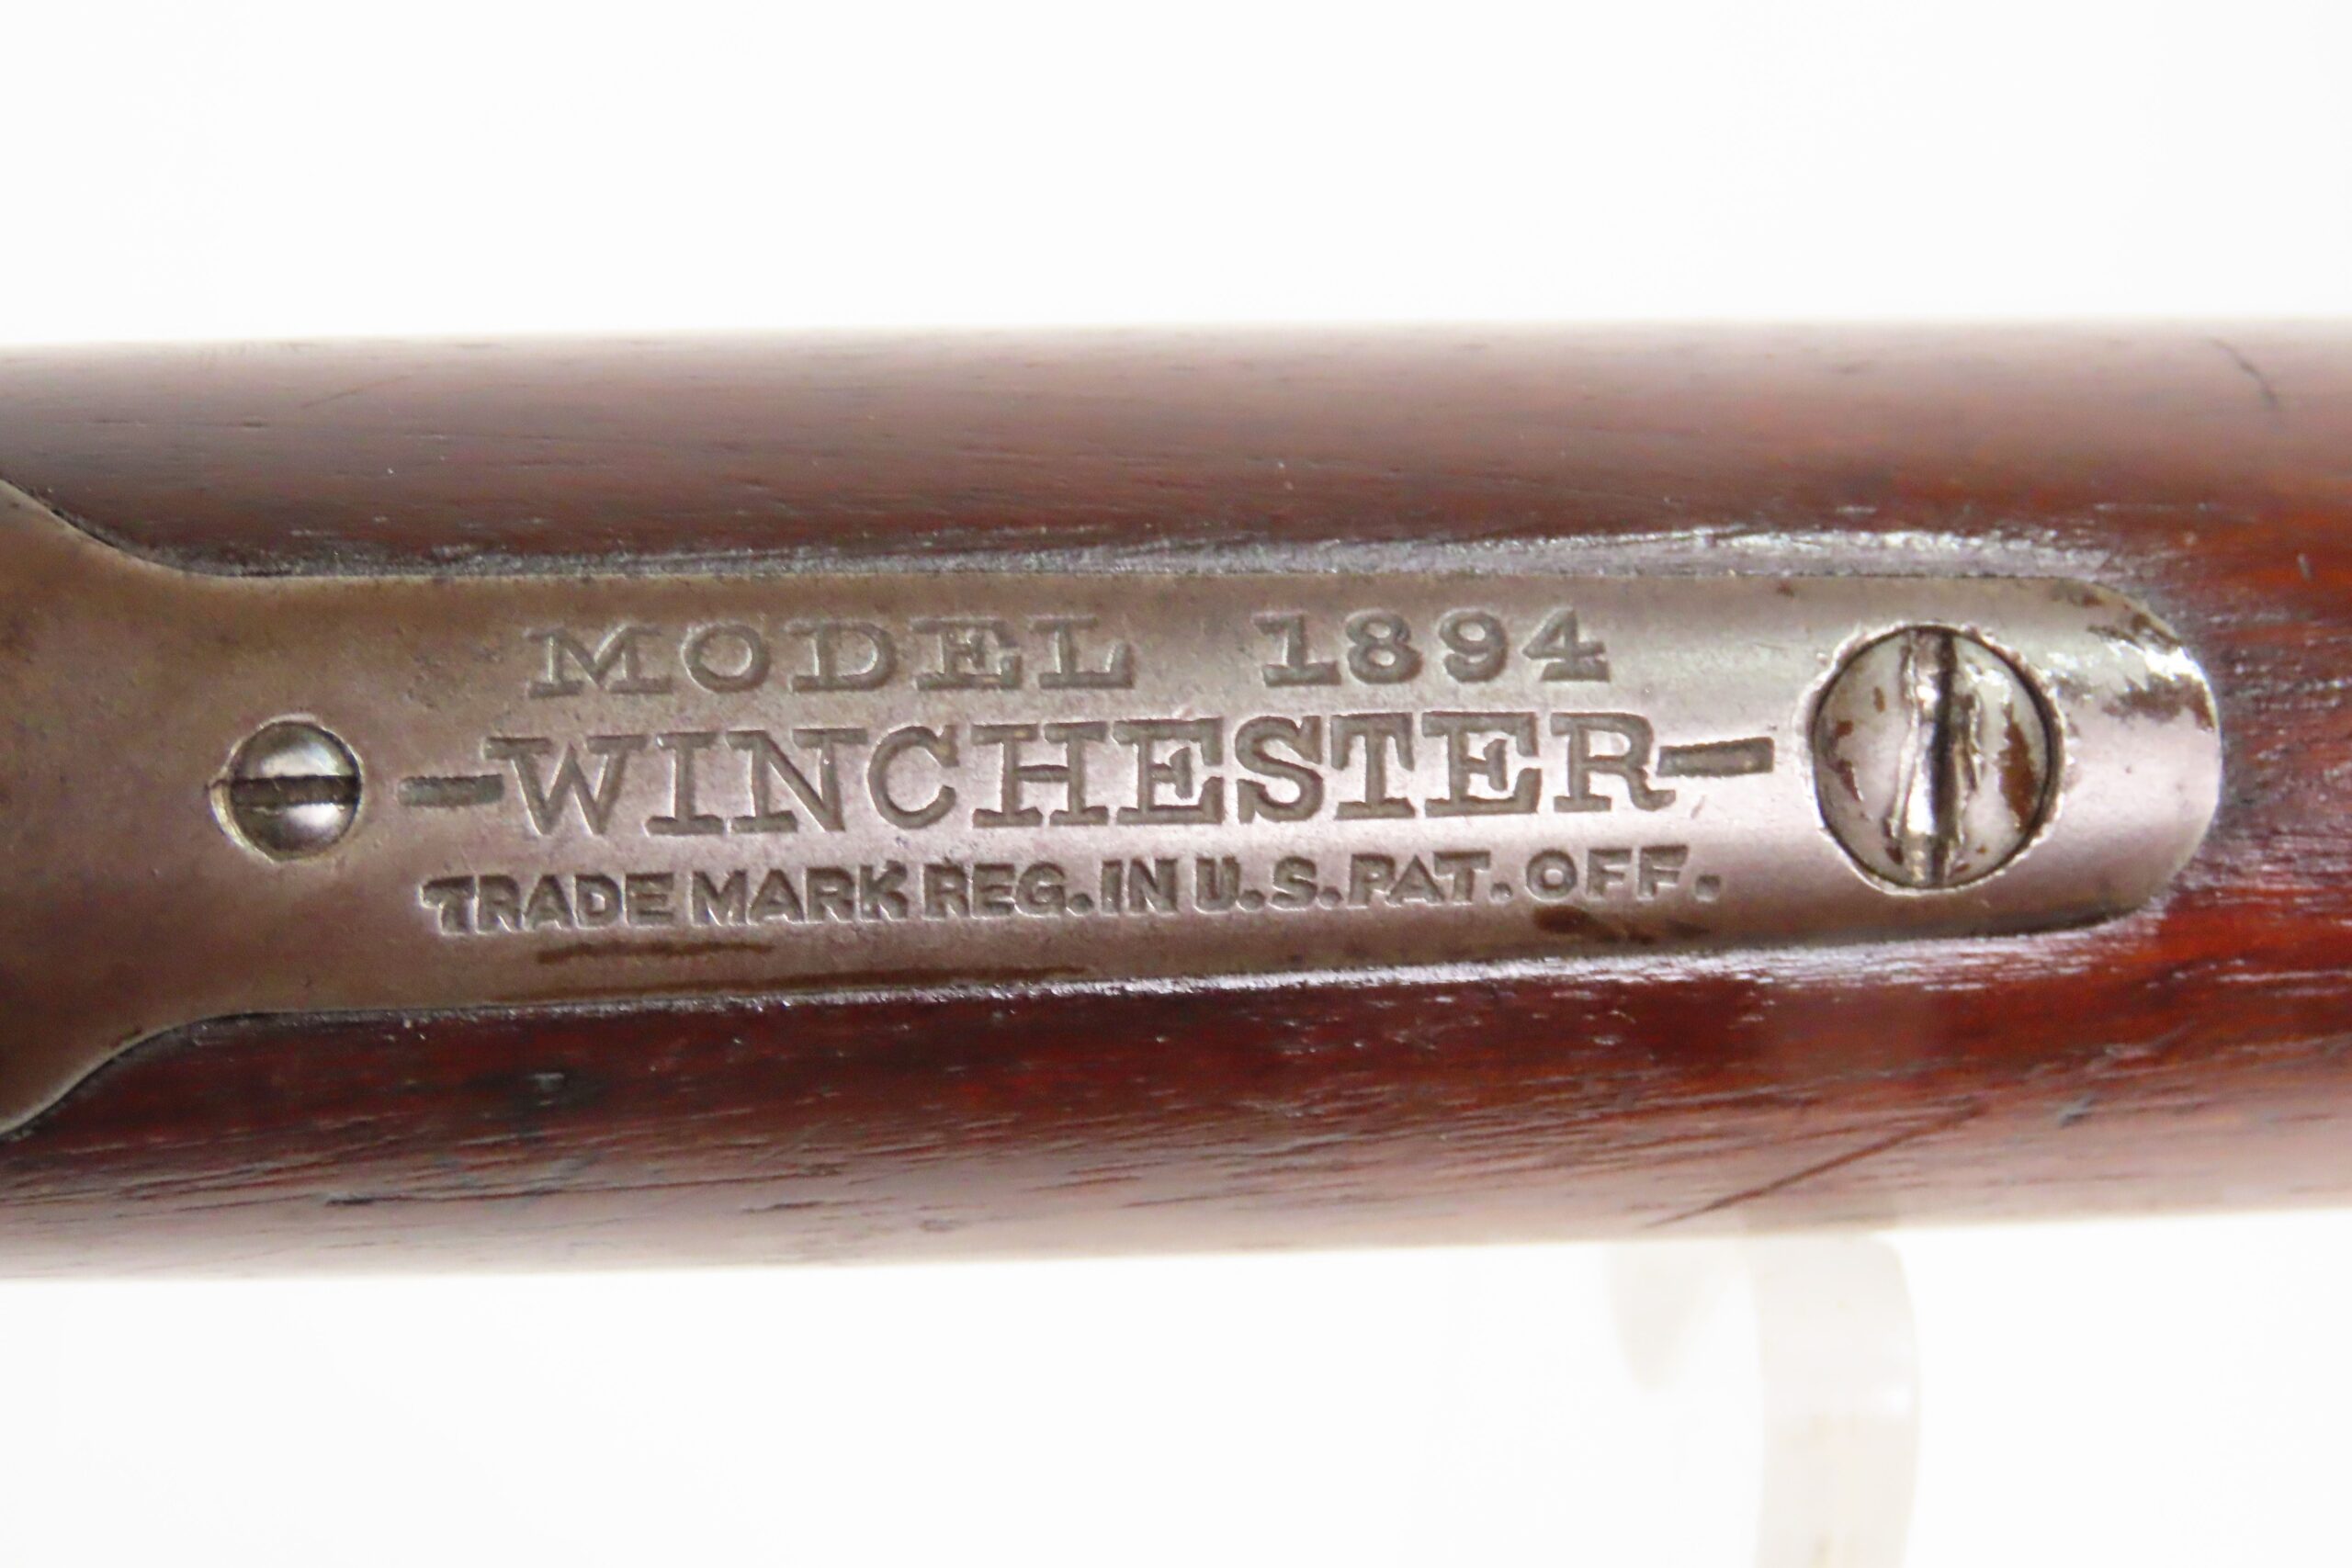 MODEL 1894
-WINCHESTER-
TRADE MARK REG. IN U.S. PAT. OFF.